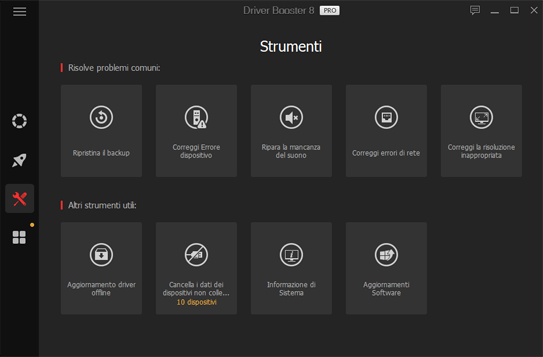 Driver Booster 8 PRO
Strumenti
Risolve problemi comuni:
Ripristina il backup
Correggi Errore
dispositivo
Ripara la mancanza
del suono
Correggi errori di rete
Correggi la risoluzione
inappropriata
Altri strumenti util:
Aggiornamento driver
offline
Cancella i dati dei
dispositivi non colle...
10 dispositivi
Informazione di
Sistema
Aggiornamenti
Software